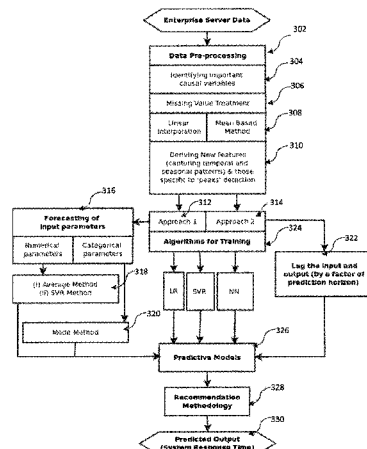 Enterprise Server Data
302
Data Pre-processing
304
Identifying important
causal variables
306
Missing Value Treatment
308
Linear
Interpolation
Mean Based
Method
310
Deriving New features
(capturing temporal and
seasonal patterns) & those
specific to 'peaks' detection
316
312
314
Forecasting of
Input parameters
Approach 1
Approach 2
324
Algorithms for Training
322
Numerical
parameters
Categorical
parameters
318
(I) Average Method
(II) SVR Method
LR
SVR
NN
Lag the input and
output (by a factor of
prediction horizon)
320
Mode Method
326
Predictive Models
328
Recommendation
Methodology
330
Predicted Output
(System Response Time)